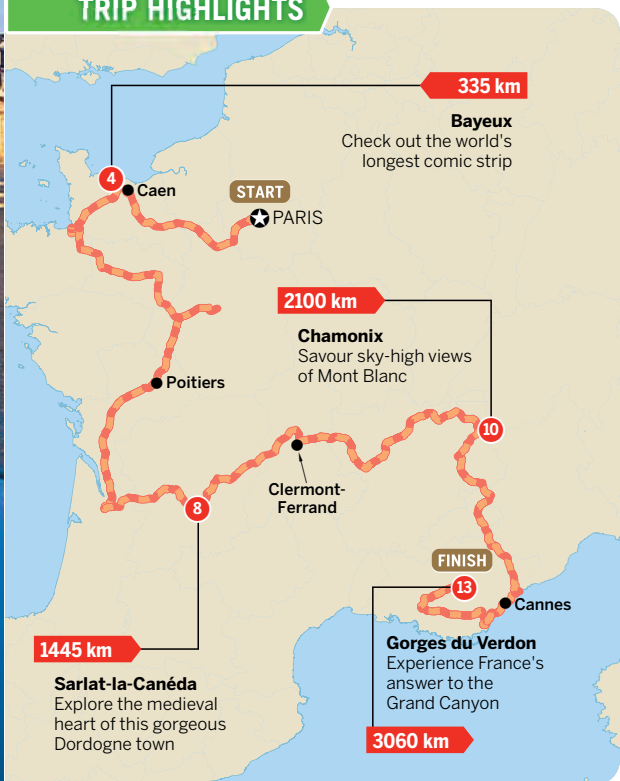 TRIP HIGHLIGHTS
335 km
Bayeux
Check out the world's
longest comic strip
4
Caen
START
PARIS
2100 km
Chamonix
Savour sky-high views
of Mont Blanc
Poitiers
10
Clermont-
Ferrand
8
FINISH
13
Cannes
1445 km
Sarlat-la-Canéda
Explore the medieval
heart of this gorgeous
Dordogne town
Gorges du Verdon
Experience France's
answer to the
Grand Canyon
3060 km